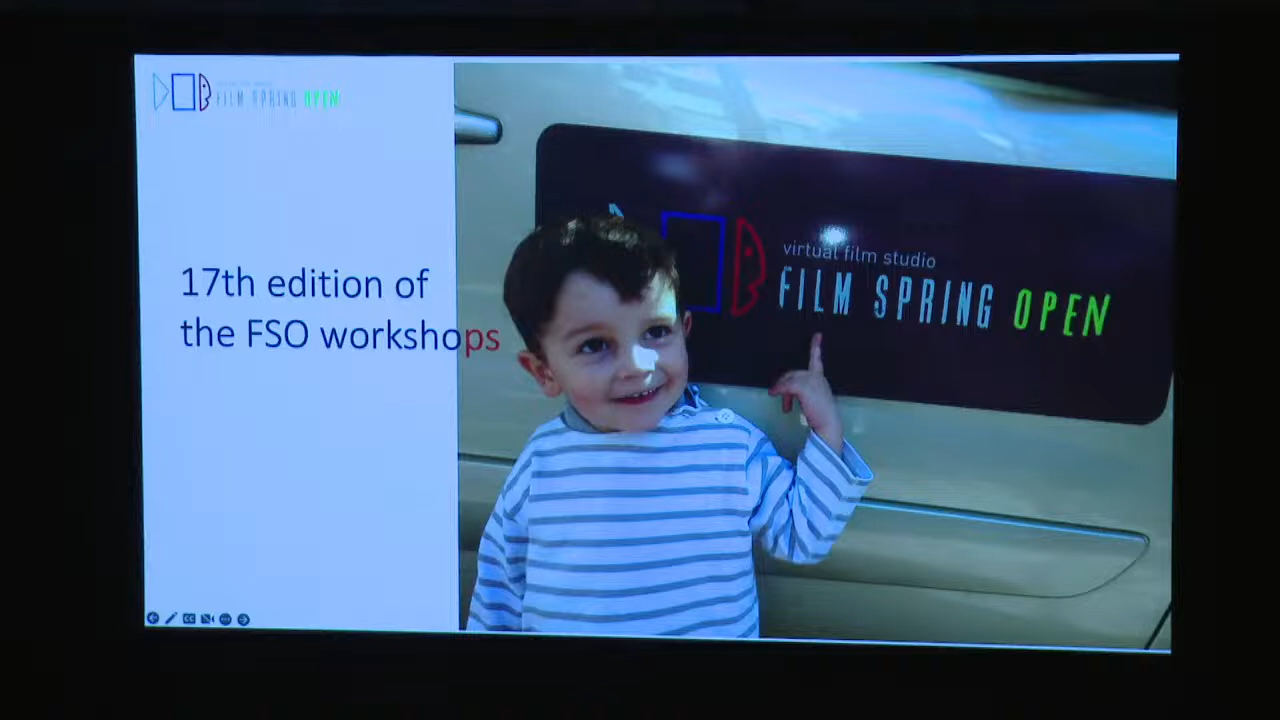 FILM SPRING OPEN
17th edition of
the FSO workshops
virtual film studio
FILM SPRING OPEN